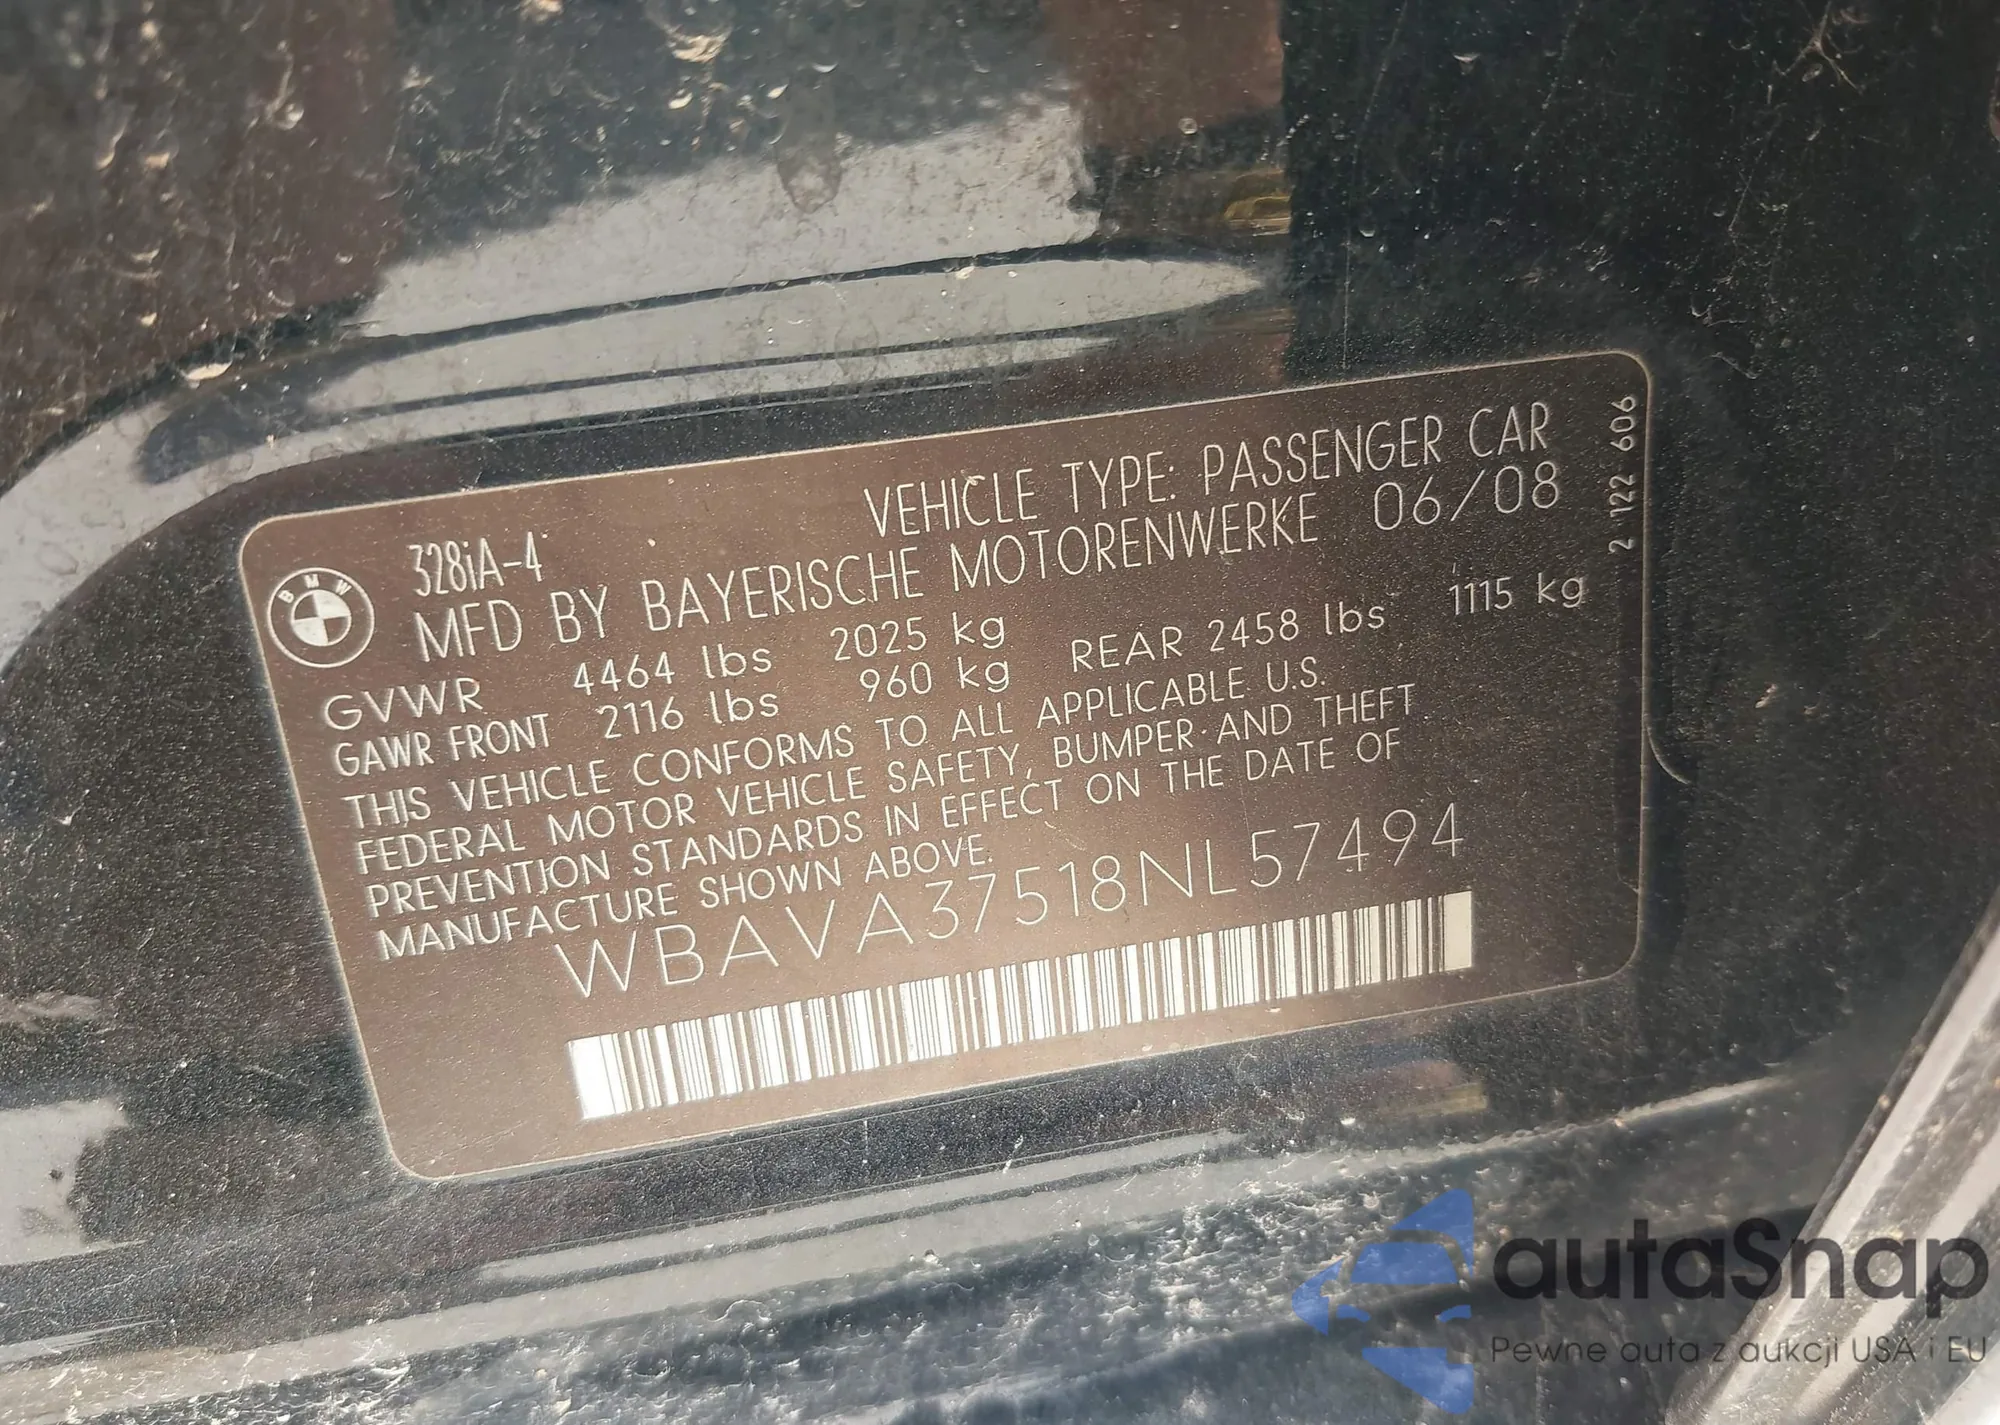 VEHICLE TYPE: PASSENGER CAR
328iA-4
BMW
MFD BY BAYERISCHE MOTORENWERKE 06/08
GVWR 4464 lbs 2025 kg
GAWR FRONT 2116 lbs 960 kg REAR 2458 lbs 1115 kg
THIS VEHICLE CONFORMS TO ALL APPLICABLE U.S.
FEDERAL MOTOR VEHICLE SAFETY, BUMPER AND THEFT
PREVENTION STANDARDS IN EFFECT ON THE DATE OF
MANUFACTURE SHOWN ABOVE.
WBAVA37518NL57494
2 122 606
autaSnap
Pewne auta z aukcji USA i EU